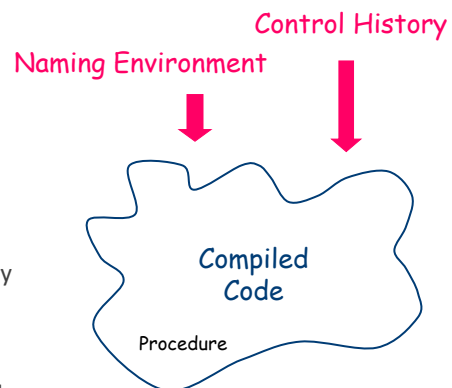 Control History
Naming Environment
Compiled
Code
y
Procedure